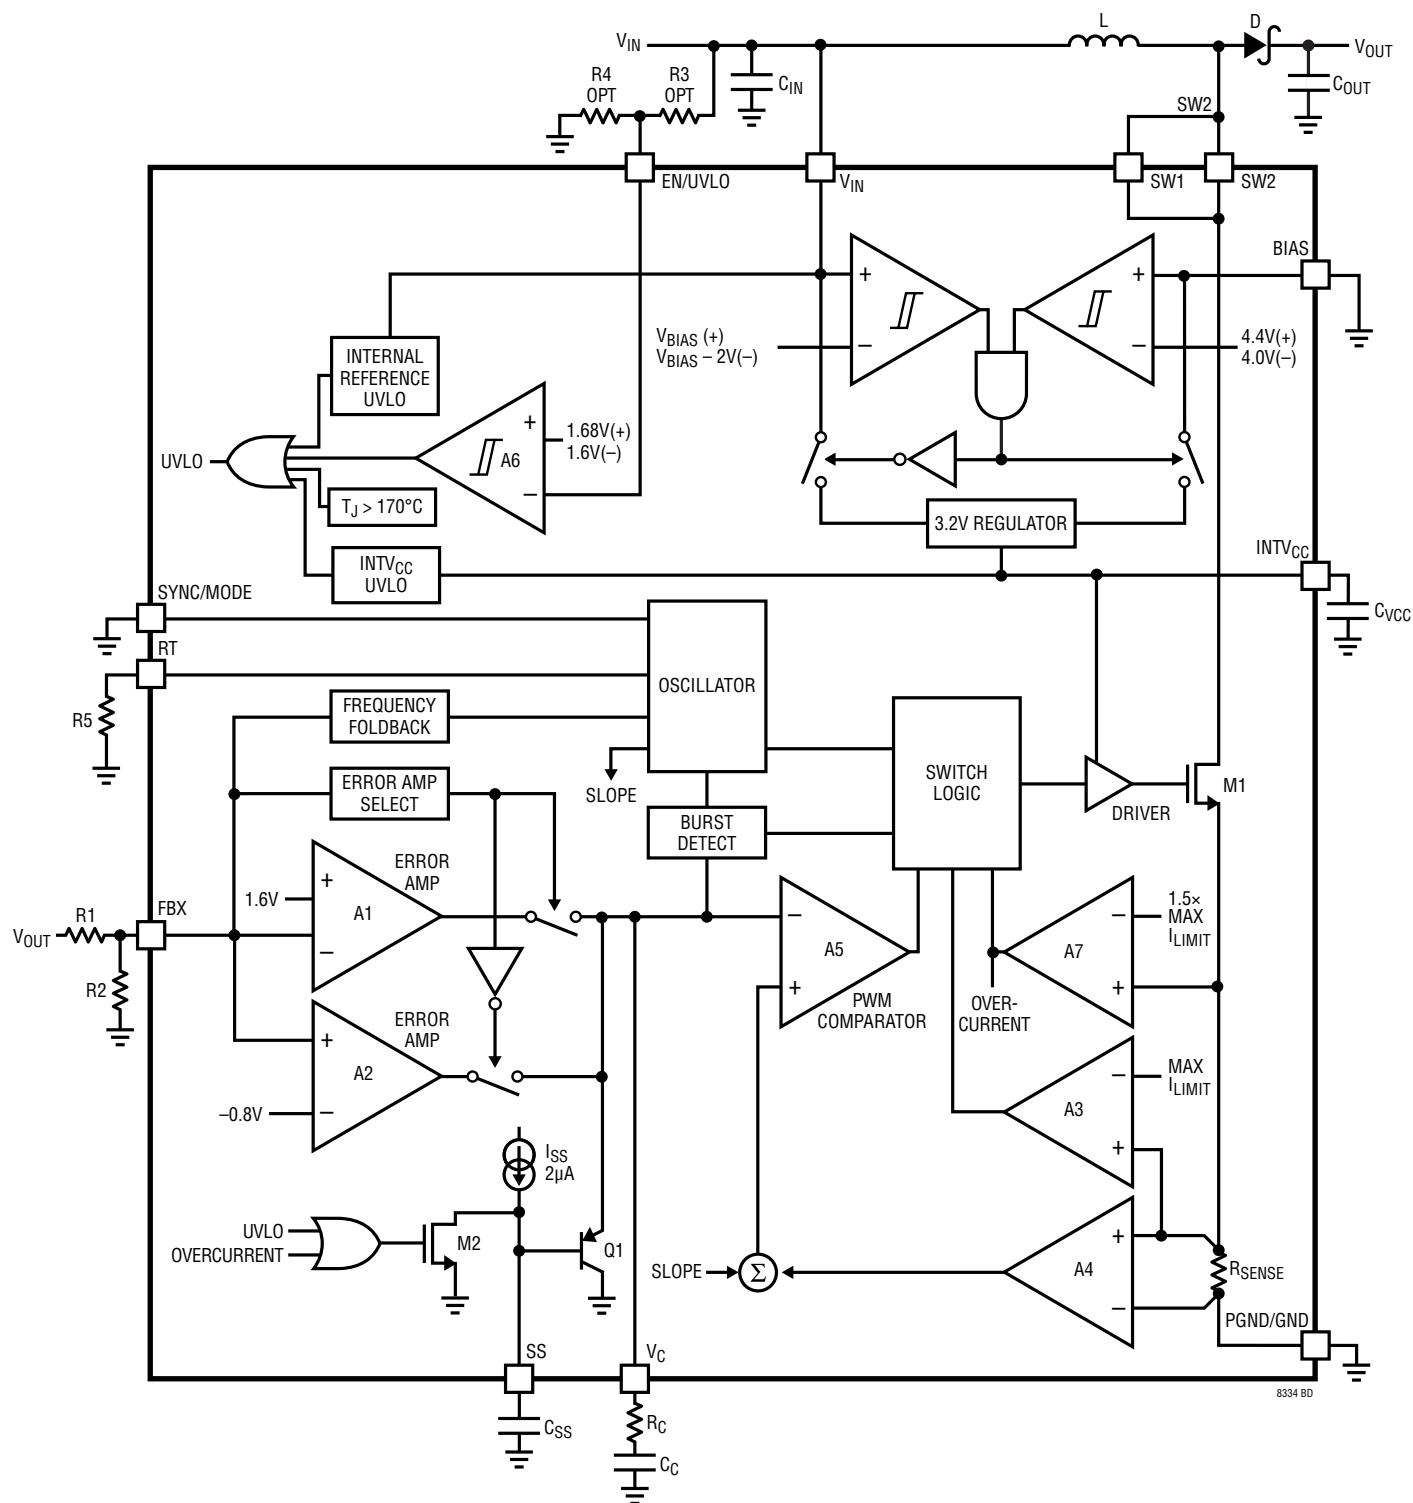 VIN
L
D
VOUT
R4
OPT
R3
OPT
CIN
COUT
SW2
EN/UVLO
VIN
SW1
SW2
BIAS
+
+
VBIAS (+)
VBIAS – 2V(–)
–
–
4.4V(+)
4.0V(–)
INTERNAL
REFERENCE
UVLO
+
1.68V(+)
1.6V(–)
A6
–
UVLO
TJ > 170°C
3.2V REGULATOR
INTVCC
UVLO
INTVCC
CVCC
SYNC/MODE
RT
R5
OSCILLATOR
FREQUENCY
FOLDBACK
SLOPE
ERROR AMP
SELECT
SWITCH
LOGIC
DRIVER
M1
BURST
DETECT
ERROR
AMP
+
1.6V
A1
–
R1
FBX
VOUT
R2
–
A5
+
PWM
COMPARATOR
1.5×
MAX
ILIMIT
–
A7
+
OVER-
CURRENT
ERROR
AMP
+
A2
–0.8V
–
MAX
ILIMIT
–
A3
+
ISS
2µA
UVLO
OVERCURRENT
M2
Q1
SLOPE
Σ
+
A4
–
RSENSE
PGND/GND
SS
VC
8334 BD
CSS
RC
CC